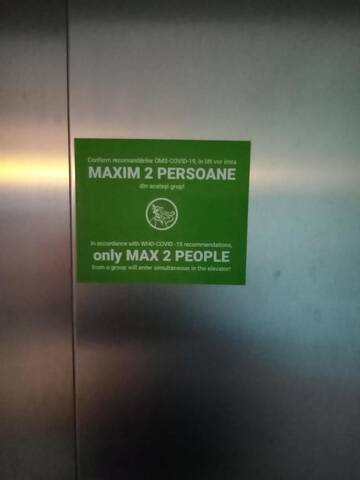 Conform recomandărilor OMS-COVID-19, în lift vor intra
MAXIM 2 PERSOANE
din același grup!
In accordance with WHO-COVID -19 recommendations,
only MAX 2 PEOPLE
from a group will enter simultaneous in the elevator!